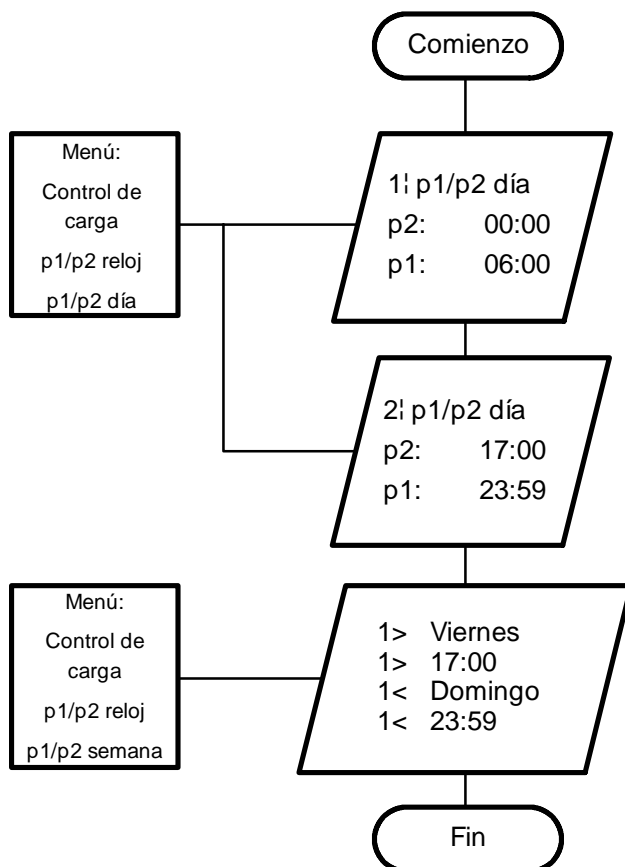 Comienzo
Menú:
Control de
carga
p1/p2 reloj
p1/p2 día
1¦ p1/p2 día
p2: 00:00
p1: 06:00
2¦ p1/p2 día
p2: 17:00
p1: 23:59
Menú:
Control de
carga
p1/p2 reloj
p1/p2 semana
1> Viernes
1> 17:00
1< Domingo
1< 23:59
Fin